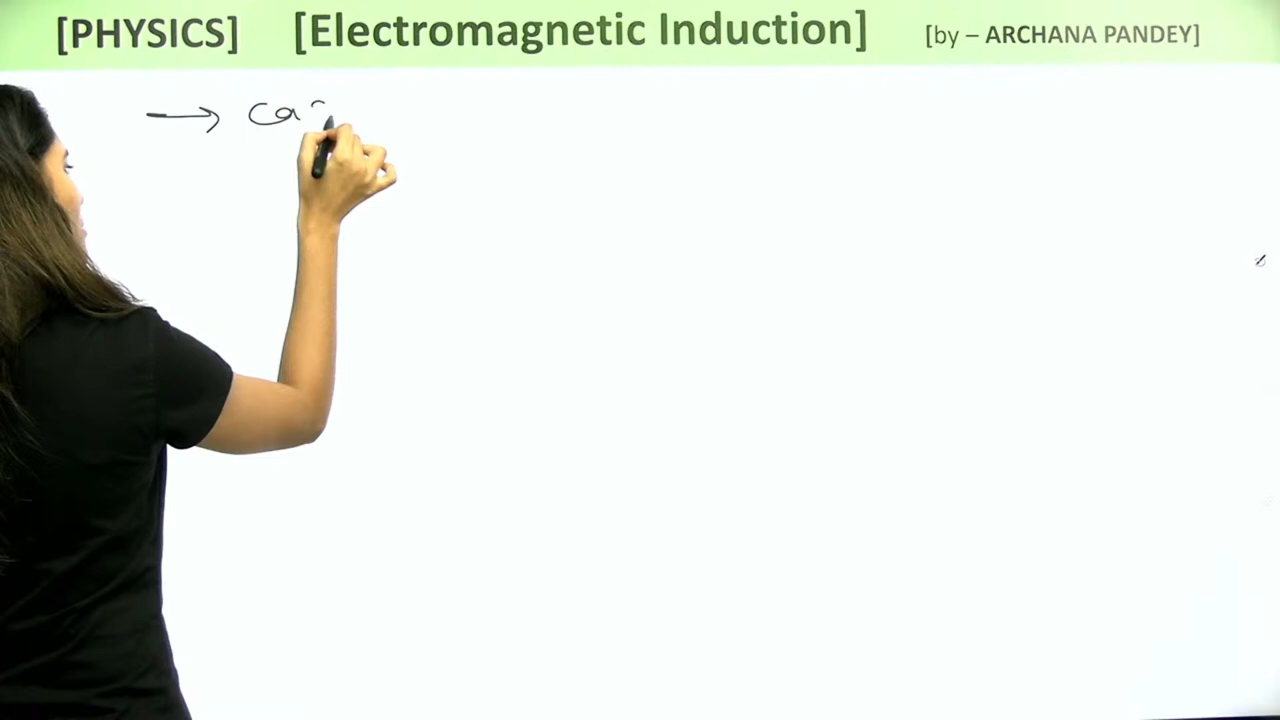 [PHYSICS] [Electromagnetic Induction] [by – ARCHANA PANDEY]
→ Ca